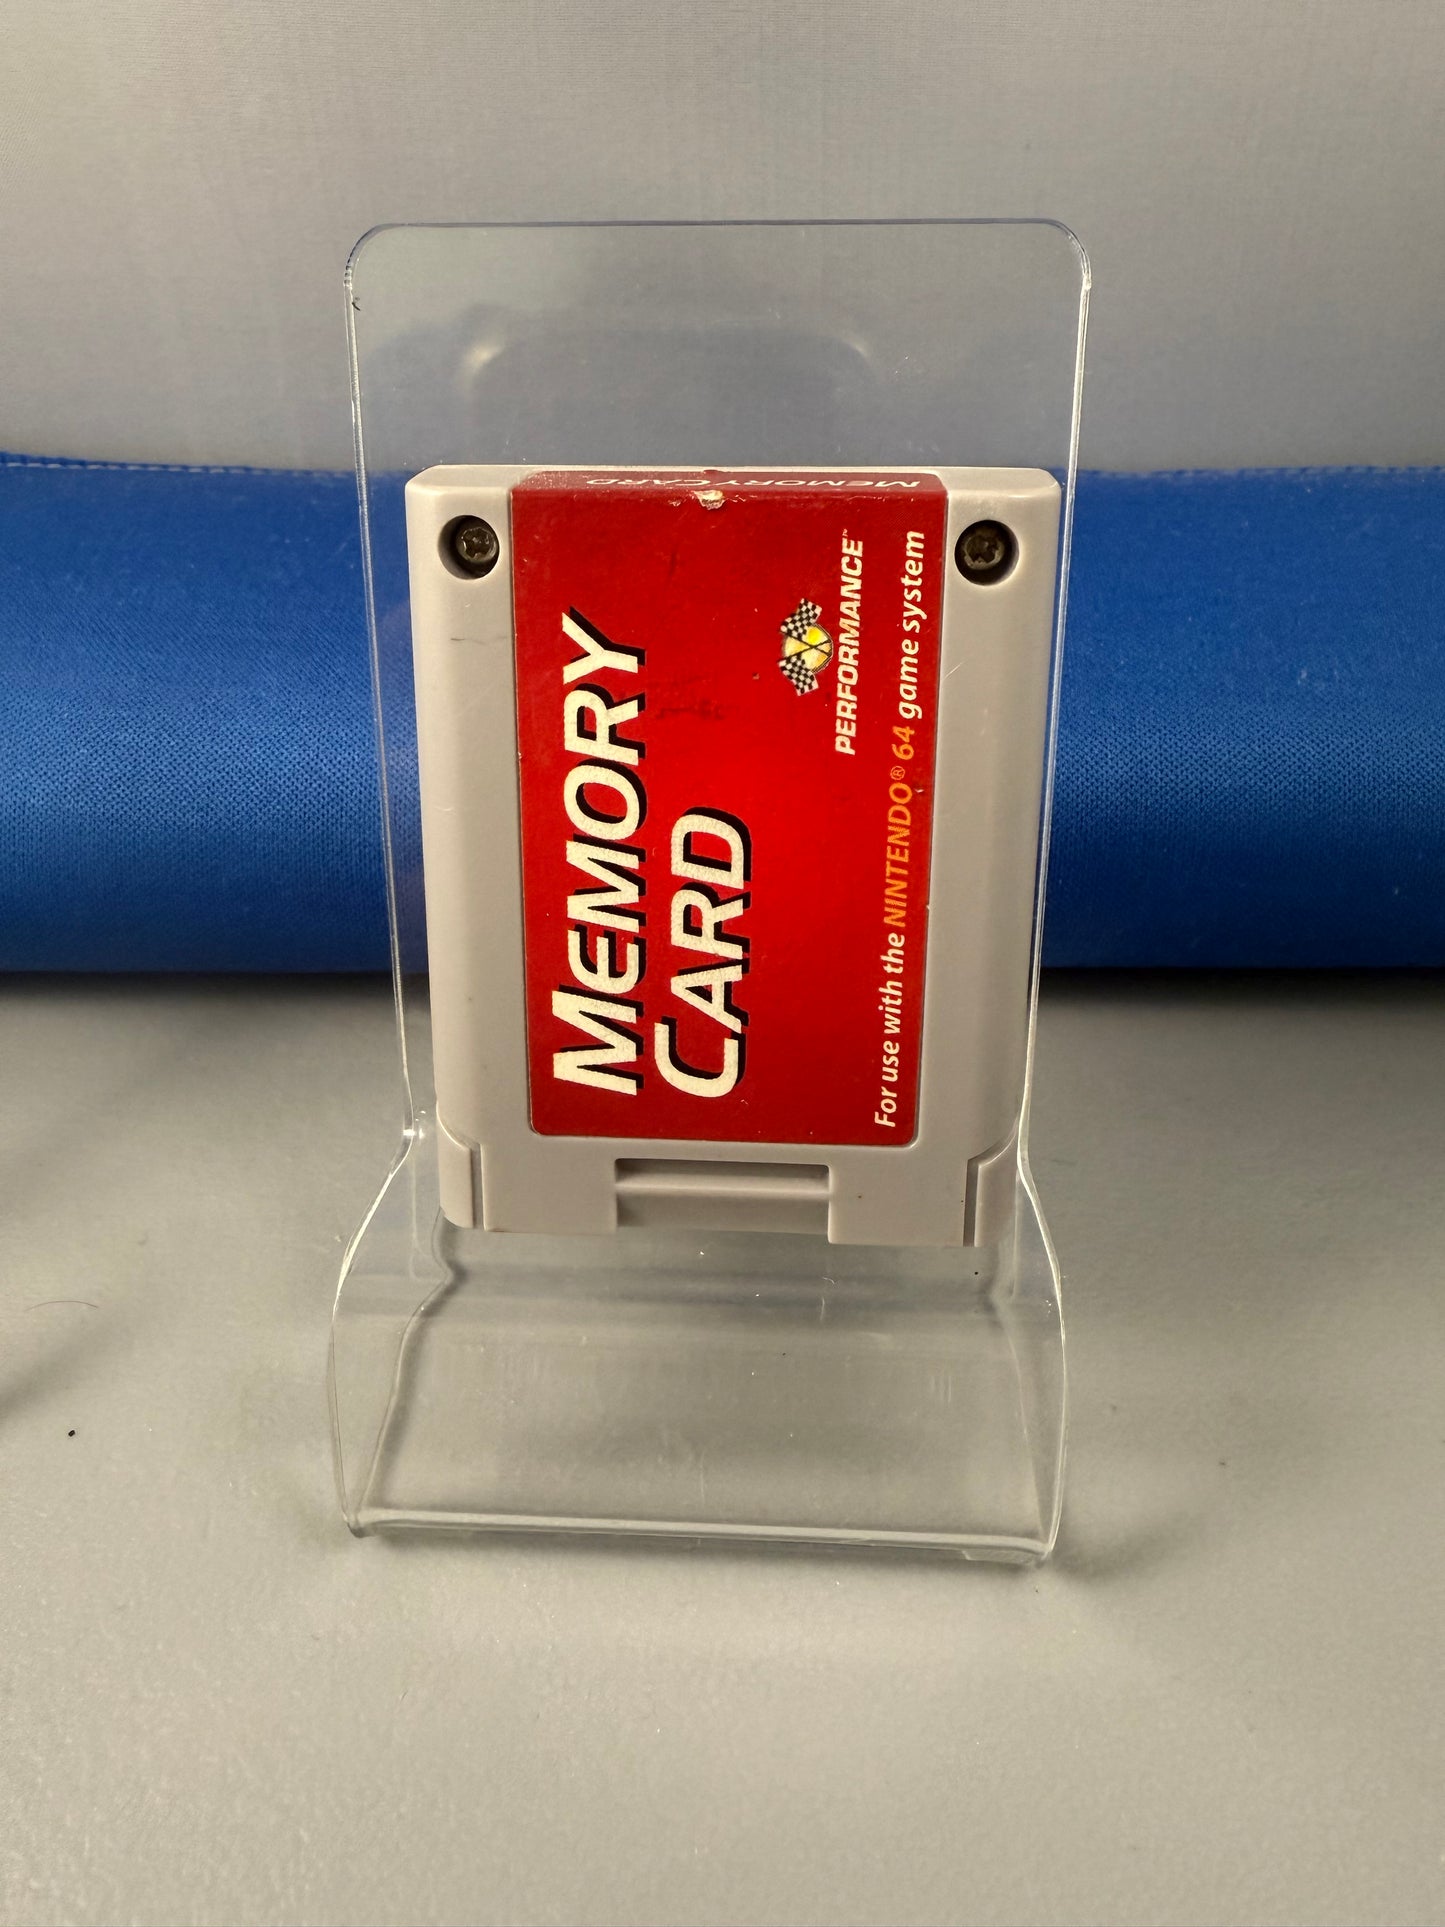 MEMORY CARD
MEMORY
CARD
PERFORMANCE™
For use with the NINTENDO® 64 game system